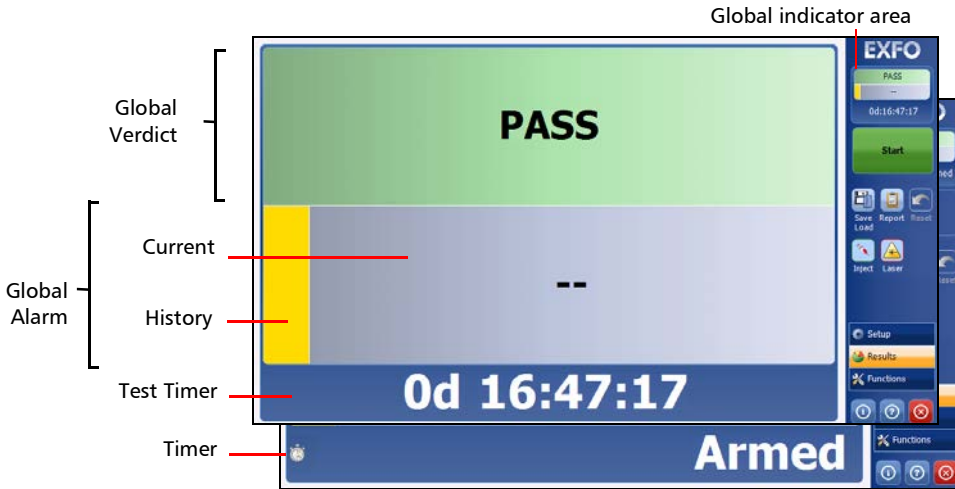 Global indicator area
EXFO
PASS
--
0d:16:47:17
Start
Save
Load
Report
Reset
Inject
Laser
Setup
Results
Functions
Global
Verdict
PASS
Global
Alarm
Current
--
History
Test Timer
0d 16:47:17
Timer
Armed
Functions